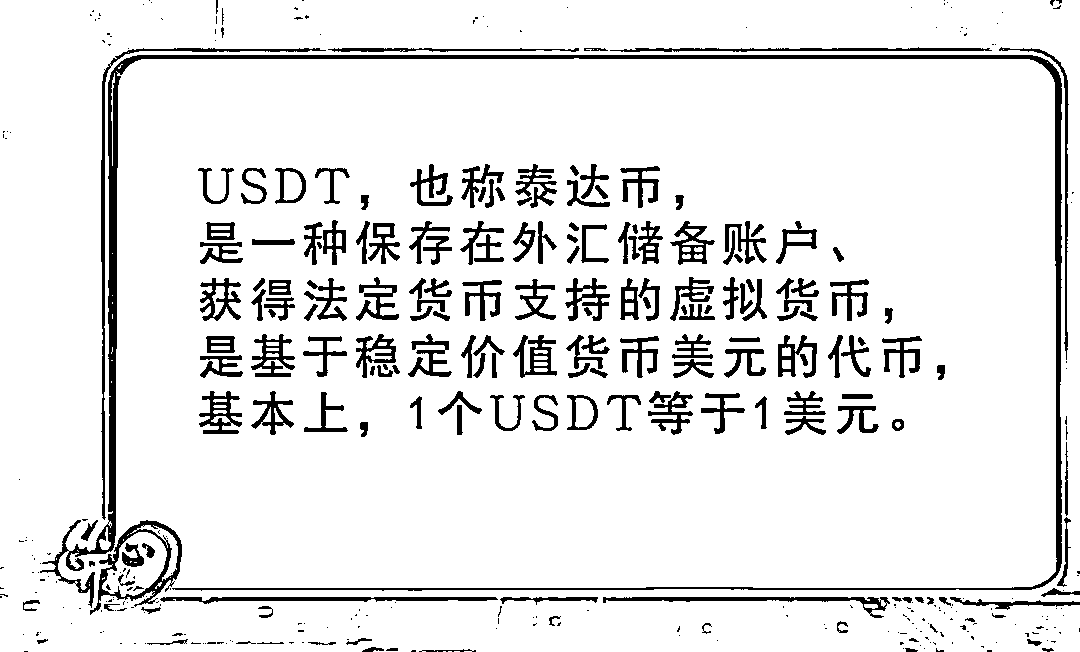 USDT，也称泰达币，
是一种保存在外汇储备账户、
获得法定货币支持的虚拟货币，
是基于稳定价值货币美元的代币，
基本上，1个USDT等于1美元。